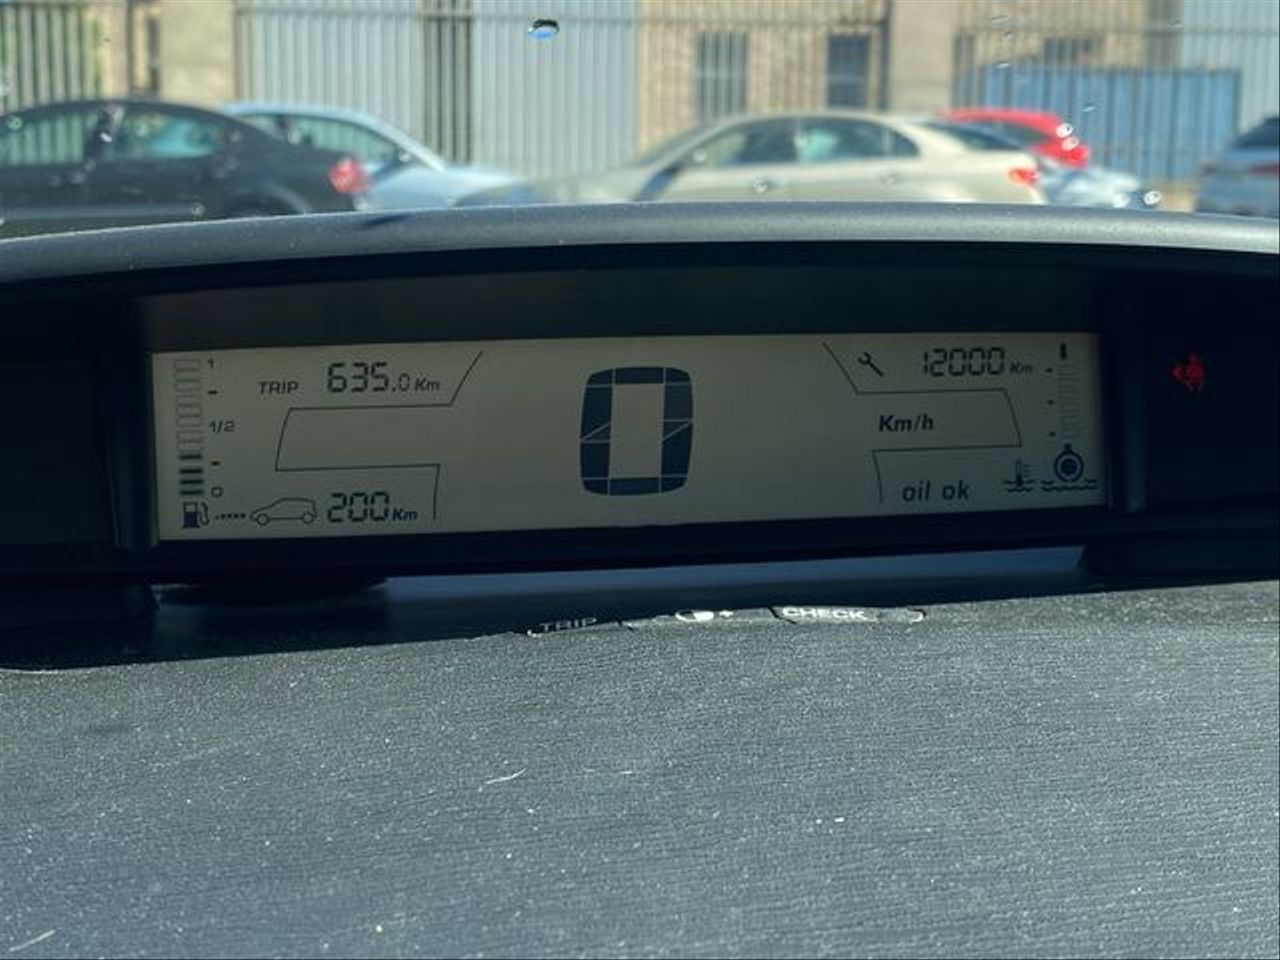 1
TRIP 635.0 Km
12000 Km
1/2
Km/h
0
0
200 Km
oil ok
TRIP
CHECK